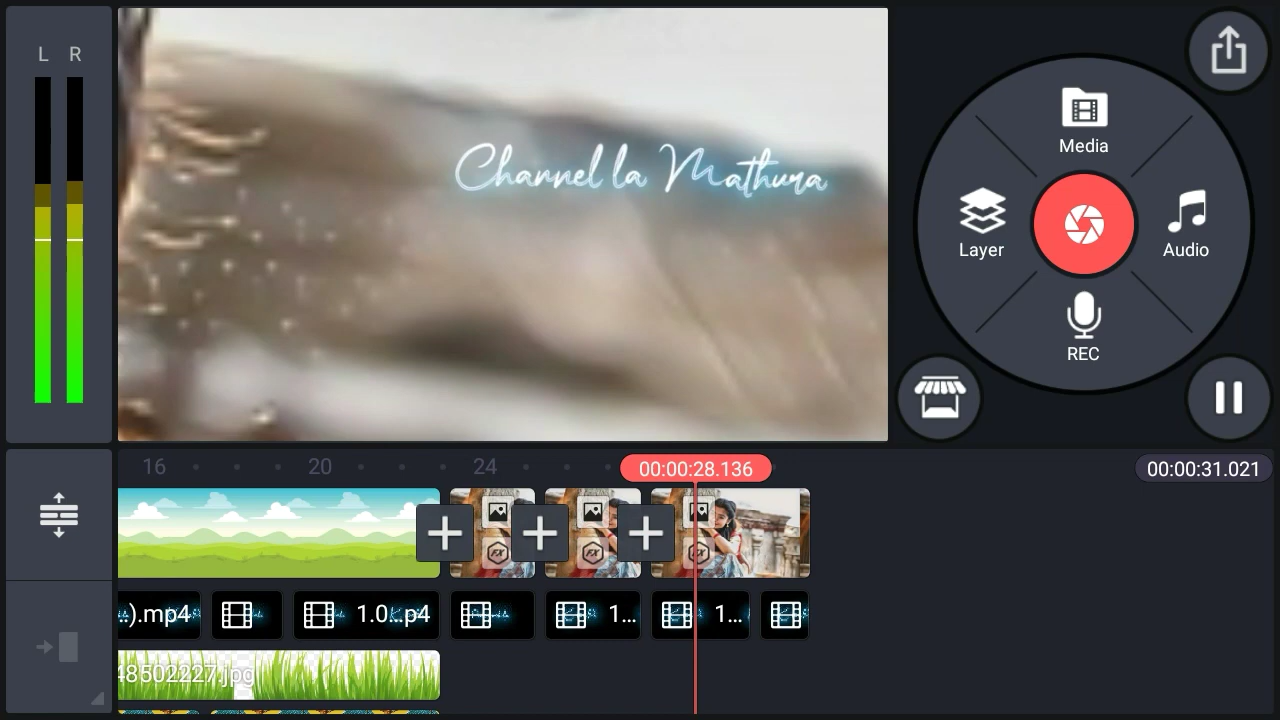 L R
Channel la Mathura
Media
Layer
Audio
REC
16
20
24
00:00:28.136
00:00:31.021
..).mp4
1.0...p4
1...
1...
48502227.jpg